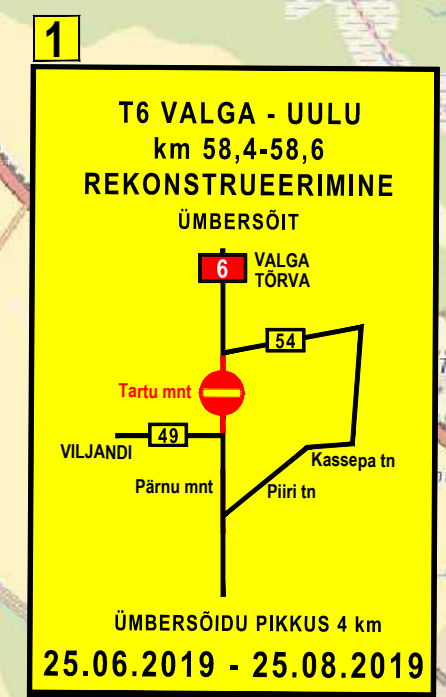 1
T6 VALGA - UULU
km 58,4-58,6
REKONSTRUEERIMINE
ÜMBERSÕIT
6
VALGA
TÕRVA
54
Tartu mnt
49
VILJANDI
Kassepa tn
Pärnu mnt
Piiri tn
ÜMBERSÕIDU PIKKUS 4 km
25.06.2019 - 25.08.2019